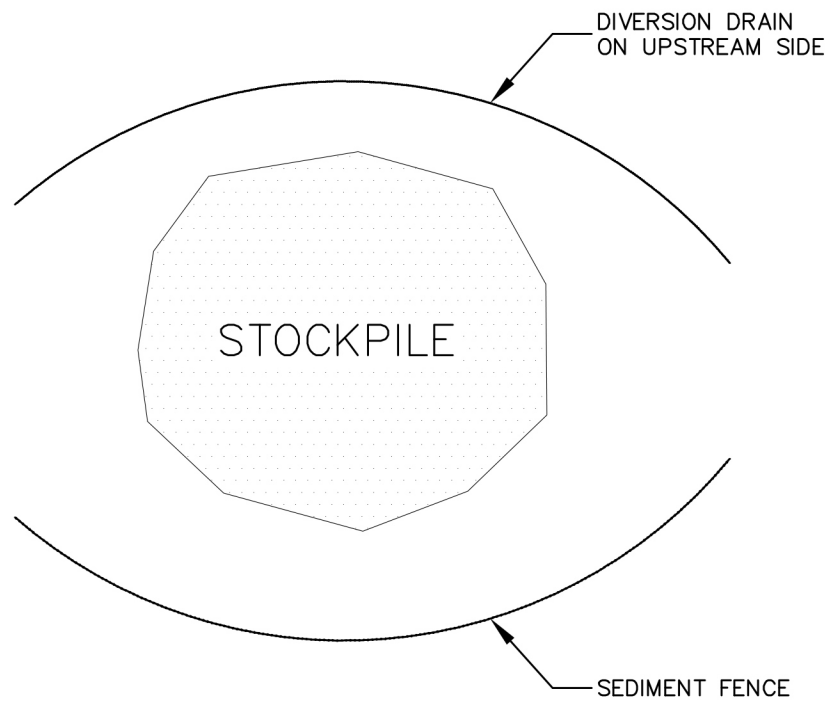 DIVERSION DRAIN
ON UPSTREAM SIDE
STOCKPILE
SEDIMENT FENCE